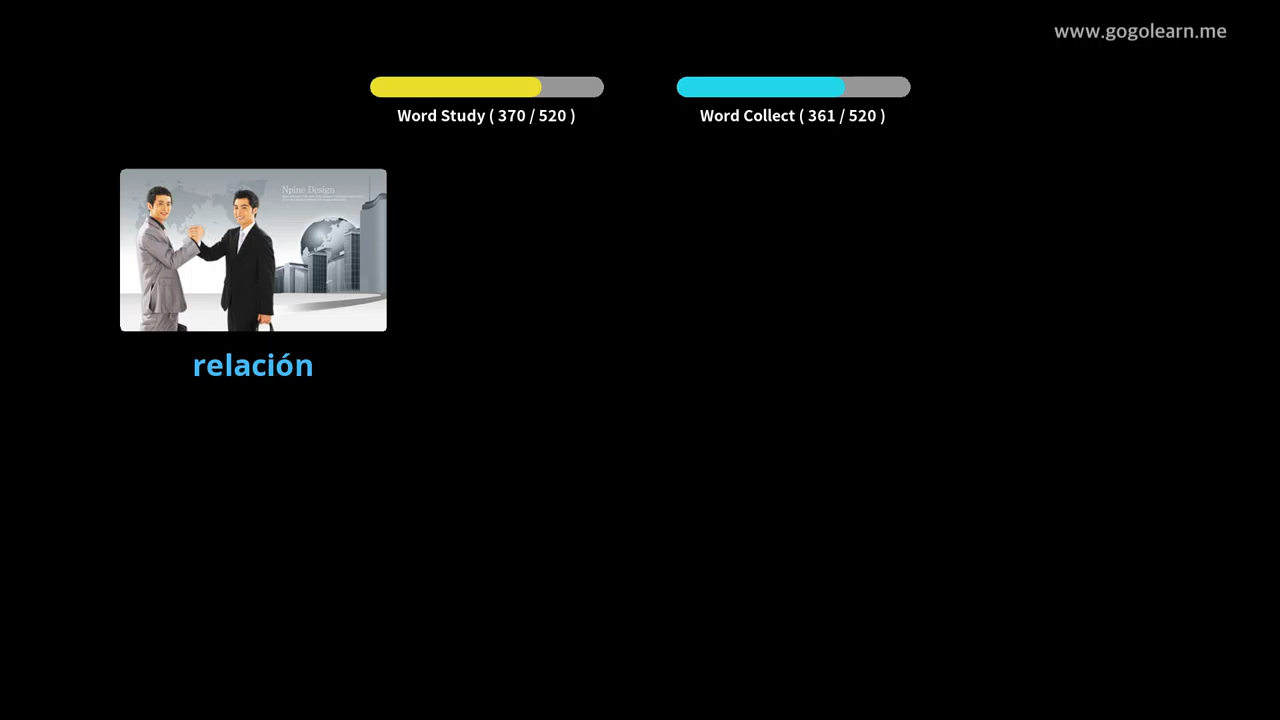 www.gogolearn.me
Word Study ( 370 / 520 )
Word Collect ( 361 / 520 )
Npine Design
relación